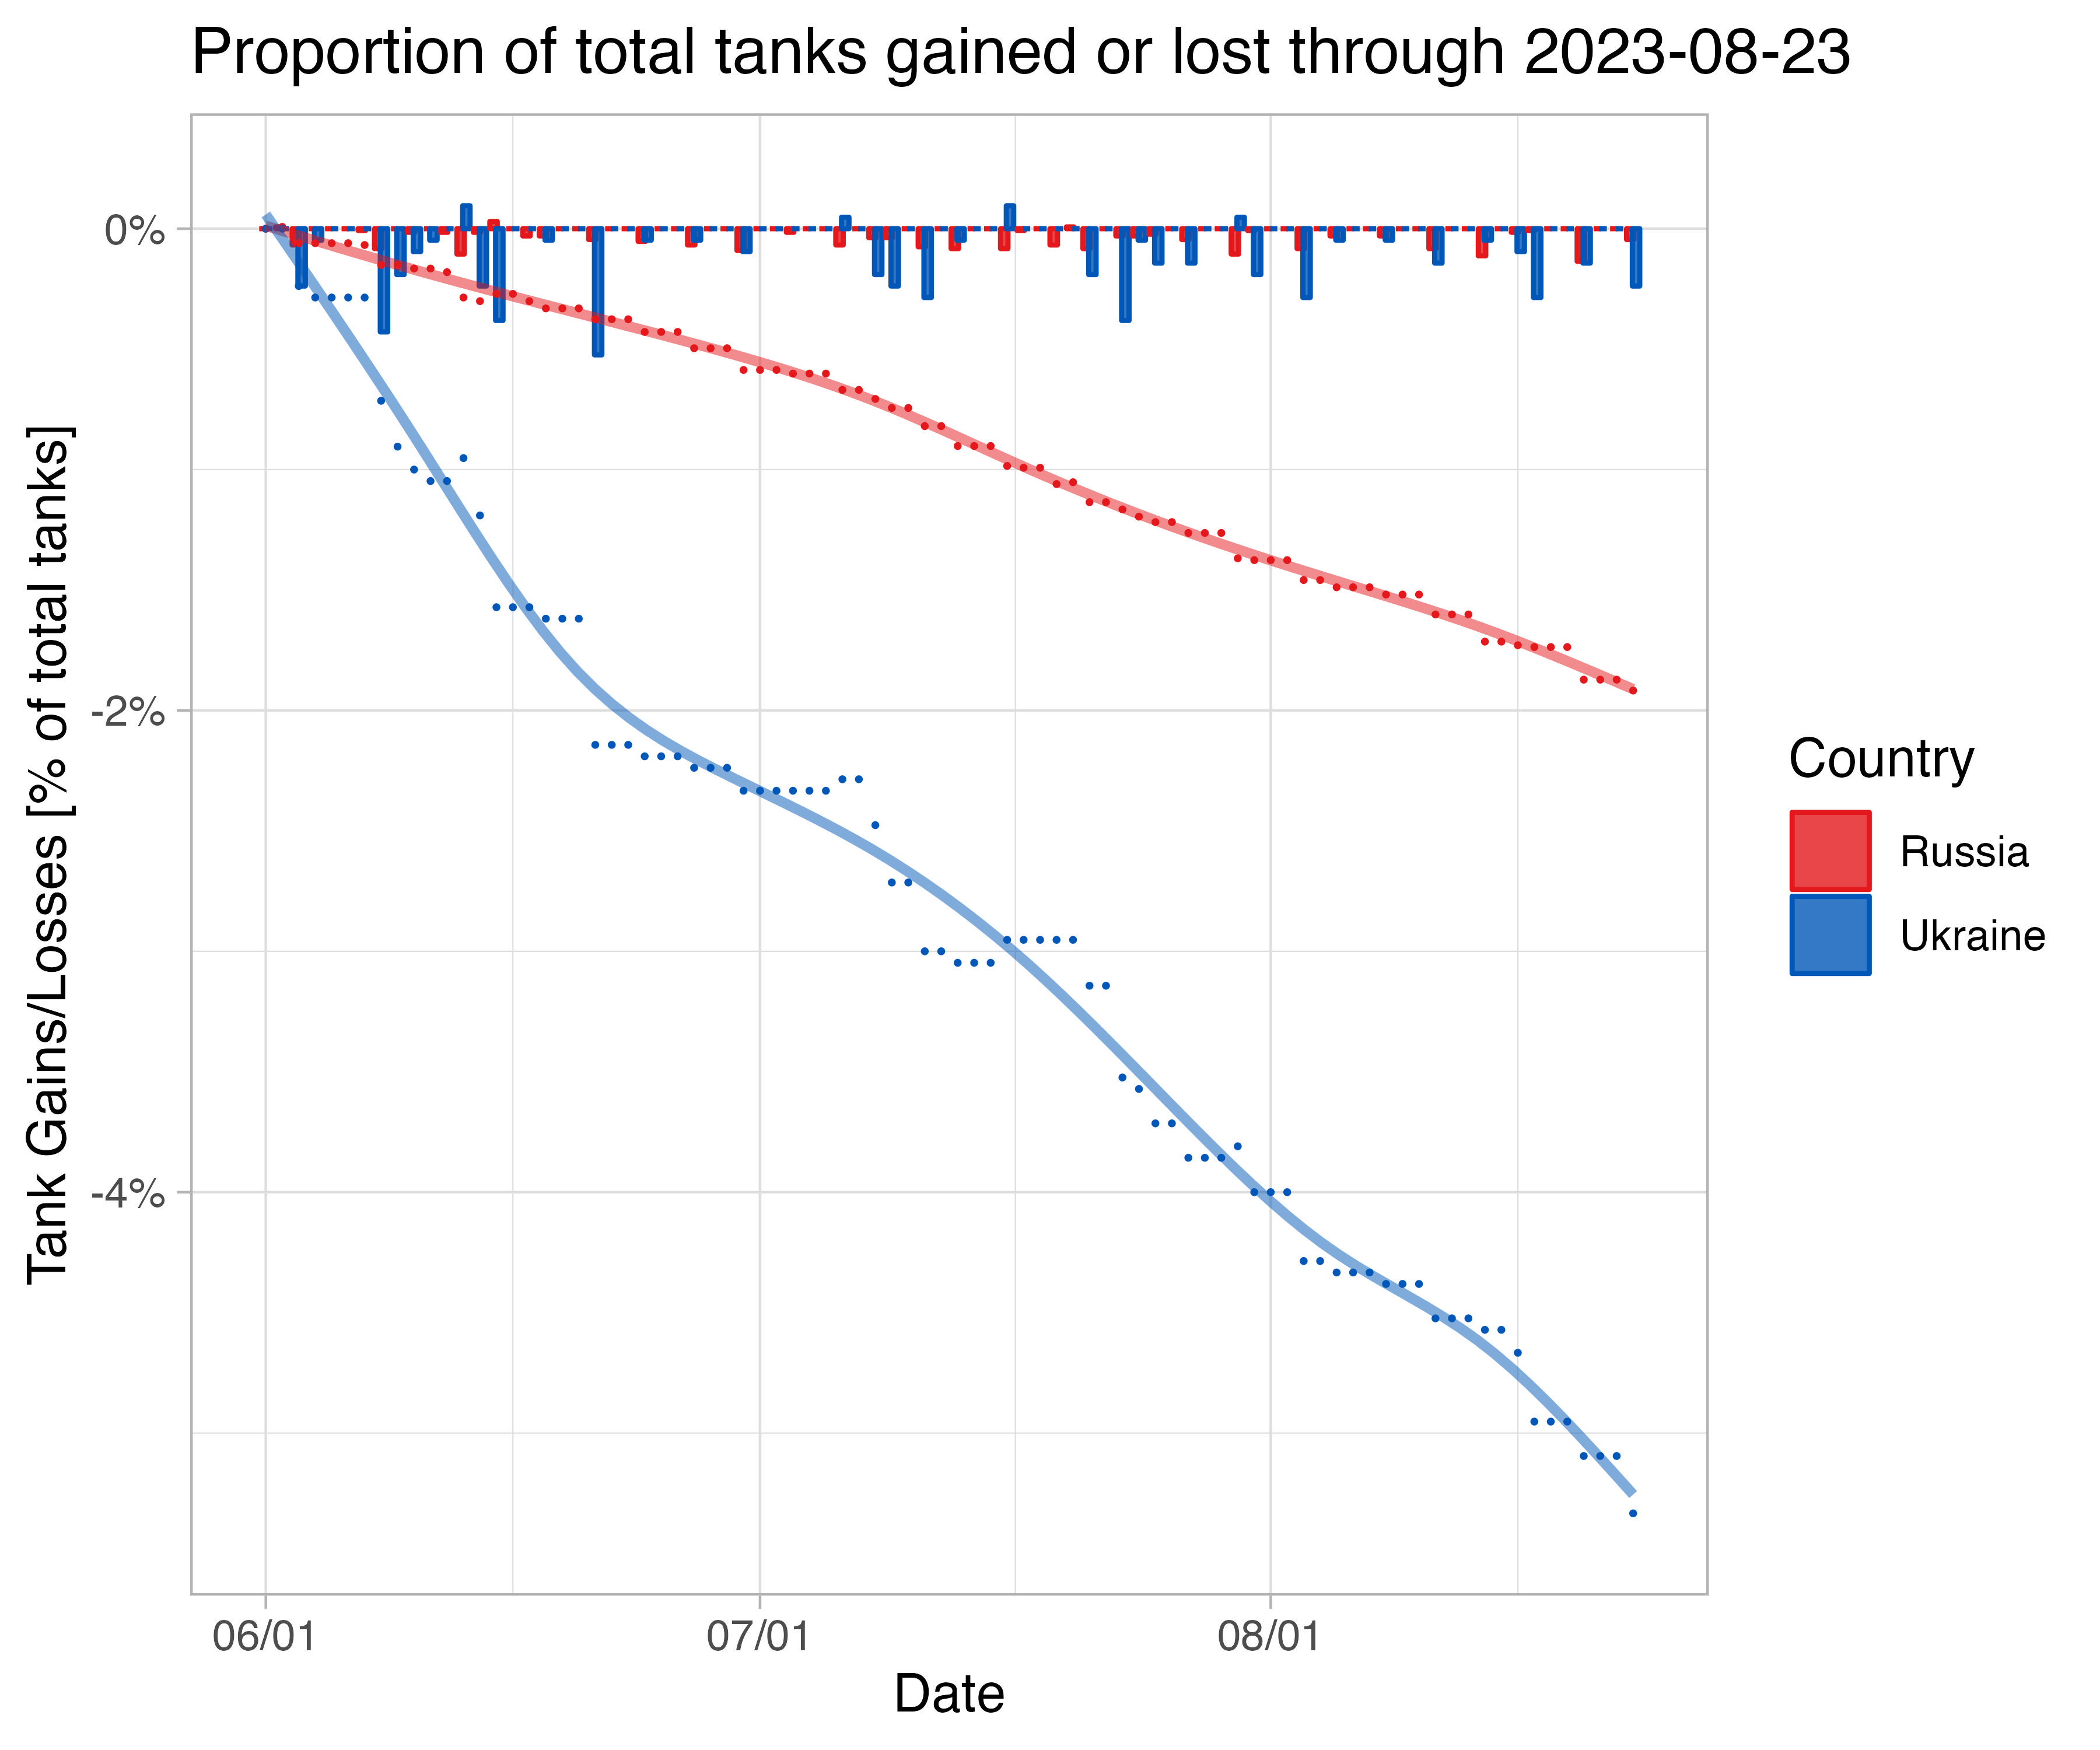 Proportion of total tanks gained or lost through 2023-08-23
Tank Gains/Losses [% of total tanks]
0%
-2%
-4%
06/01
07/01
08/01
Date
Country
Russia
Ukraine